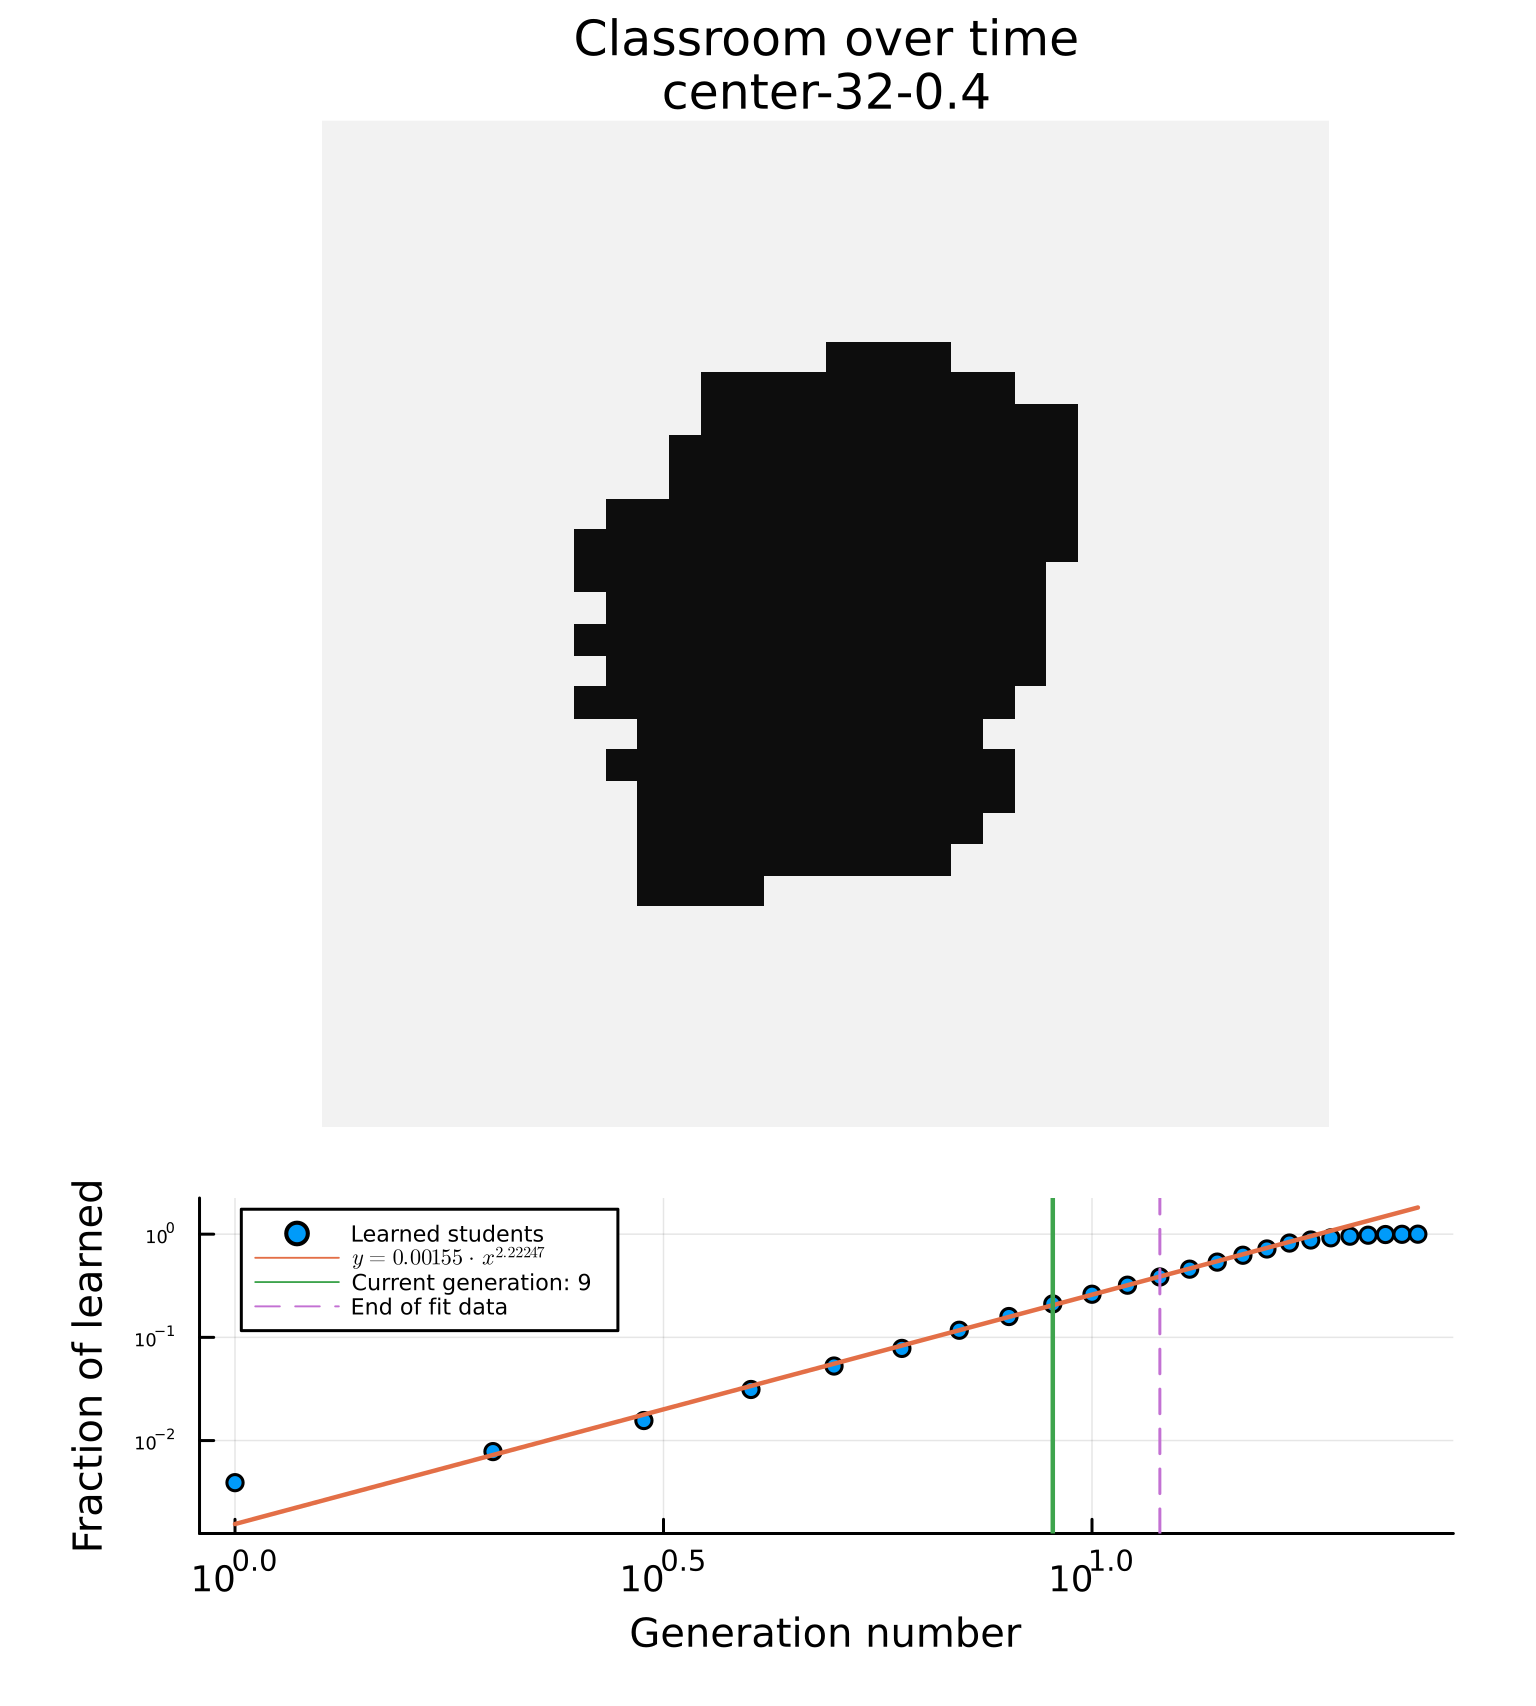 Classroom over time
center-32-0.4
Fraction of learned
10^0
10^-1
10^-2
Learned students
y = 0.00155 · x^2.22247
Current generation: 9
End of fit data
10^0.0
10^0.5
10^1.0
Generation number